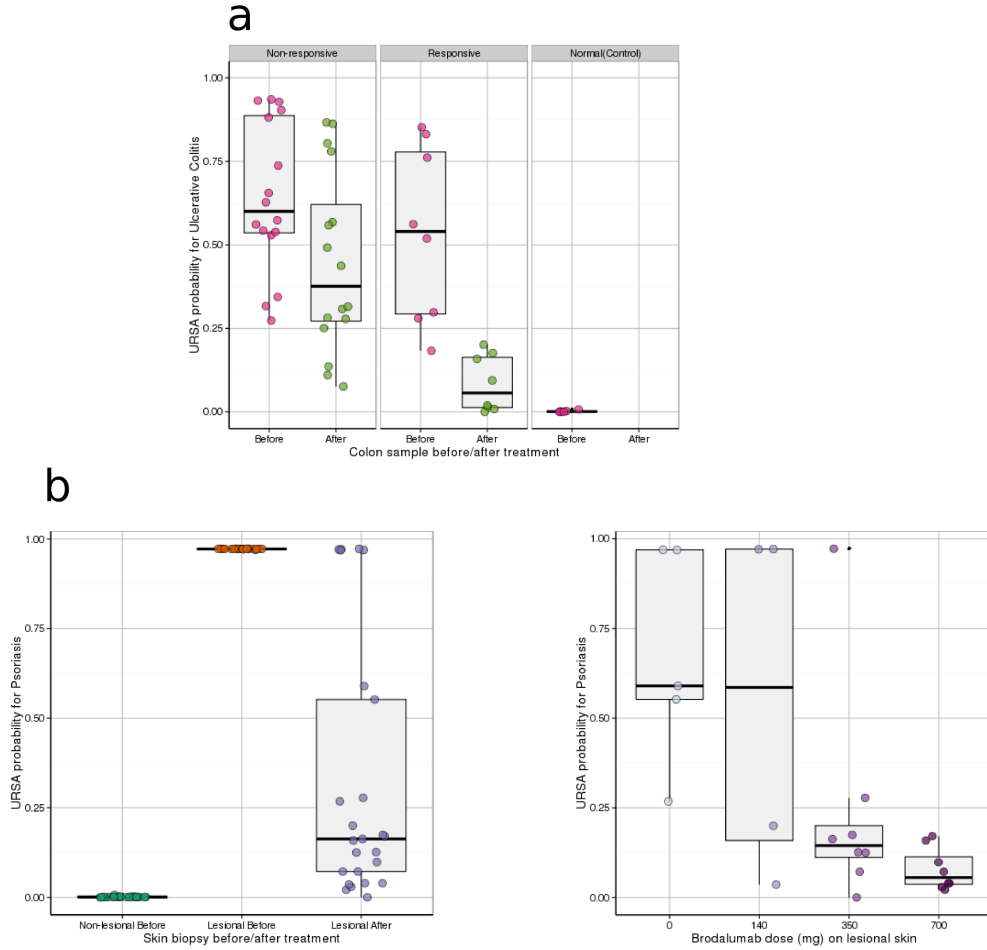 a
Non-responsive
Responsive
Normal(Control)
URSA probability for Ulcerative Colitis
1.00
0.75
0.50
0.25
0.00
Before
After
Before
After
Before
After
Colon sample before/after treatment
b
URSA probability for Psoriasis
1.00
0.75
0.50
0.25
0.00
Non-lesional Before
Lesional Before
Lesional After
Skin biopsy before/after treatment
URSA probability for Psoriasis
1.00
0.75
0.50
0.25
0.00
0
140
350
700
Brodalumab dose (mg) on lesional skin